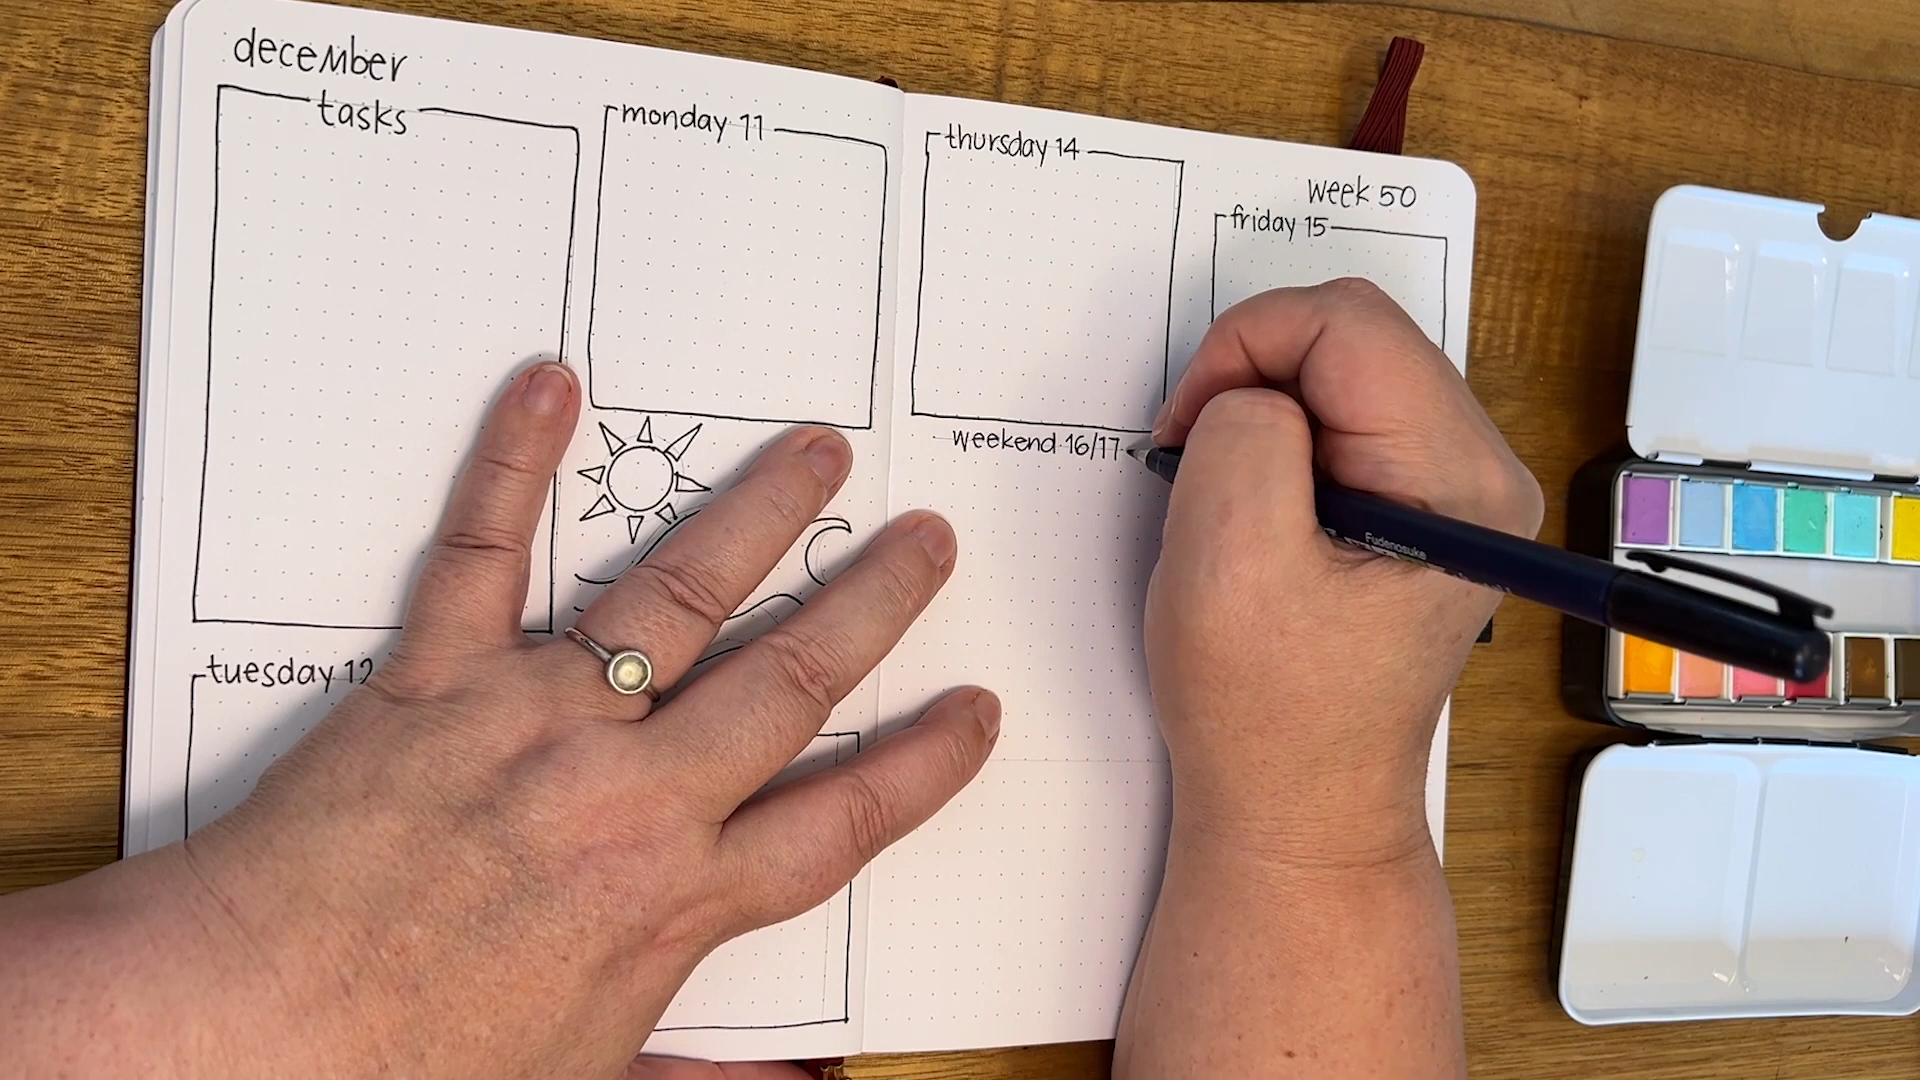 december
tasks
monday 11
tuesday 12
thursday 14
week 50
friday 15
weekend 16/17
Fudenosuke